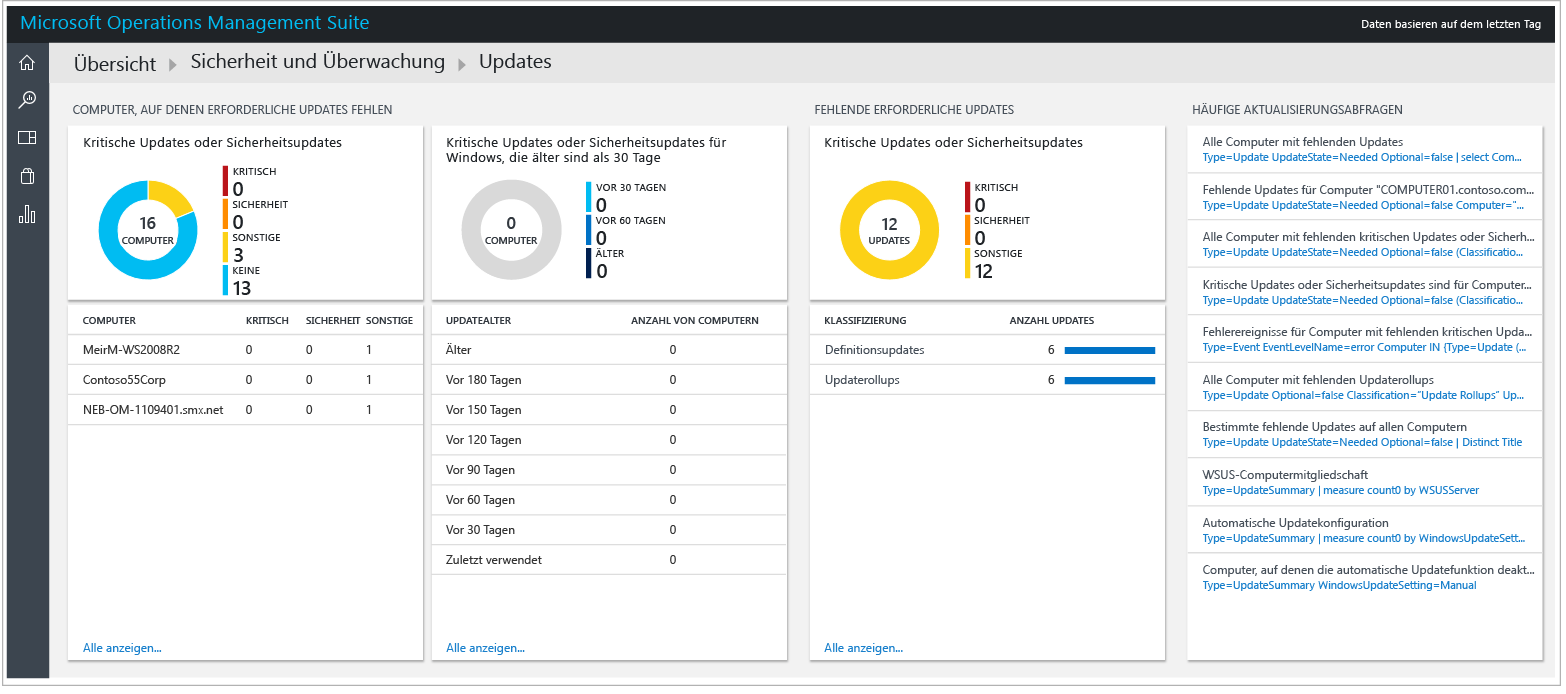 Microsoft Operations Management Suite
Daten basieren auf dem letzten Tag
Übersicht Sicherheit und Überwachung Updates
COMPUTER, AUF DENEN ERFORDERLICHE UPDATES FEHLEN
Kritische Updates oder Sicherheitsupdates
16
COMPUTER
KRITISCH
0
SICHERHEIT
0
SONSTIGE
3
KEINE
13
COMPUTER KRITISCH SICHERHEIT SONSTIGE
MeirM-WS2008R2 0 0 1
Contoso55Corp 0 0 1
NEB-OM-1109401.smx.net 0 0 1
Alle anzeigen...
Kritische Updates oder Sicherheitsupdates für
Windows, die älter sind als 30 Tage
0
COMPUTER
VOR 30 TAGEN
0
VOR 60 TAGEN
0
ÄLTER
0
UPDATEALTER ANZAHL VON COMPUTERN
Älter 0
Vor 180 Tagen 0
Vor 150 Tagen 0
Vor 120 Tagen 0
Vor 90 Tagen 0
Vor 60 Tagen 0
Vor 30 Tagen 0
Zuletzt verwendet 0
Alle anzeigen...
FEHLENDE ERFORDERLICHE UPDATES
Kritische Updates oder Sicherheitsupdates
12
UPDATES
KRITISCH
0
SICHERHEIT
0
SONSTIGE
12
KLASSIFIZIERUNG ANZAHL UPDATES
Definitionsupdates 6
Updaterollups 6
Alle anzeigen...
HÄUFIGE AKTUALISIERUNGSABFRAGEN
Alle Computer mit fehlenden Updates
Type=Update UpdateState=Needed Optional=false | select Com...
Fehlende Updates für Computer "COMPUTER01.contoso.com...
Type=Update UpdateState=Needed Optional=false Computer="...
Alle Computer mit fehlenden kritischen Updates oder Sicherh...
Type=Update UpdateState=Needed Optional=false (Classificatio...
Kritische Updates oder Sicherheitsupdates sind für Computer...
Type=Update UpdateState=Needed Optional=false (Classificatio...
Fehlerereignisse für Computer mit fehlenden kritischen Upda...
Type=Event EventLevelName=error Computer IN {Type=Update (...
Alle Computer mit fehlenden Updaterollups
Type=Update Optional=false Classification="Update Rollups" Up...
Bestimmte fehlende Updates auf allen Computern
Type=Update UpdateState=Needed Optional=false | Distinct Title
WSUS-Computermitgliedschaft
Type=UpdateSummary | measure count0 by WSUSServer
Automatische Updatekonfiguration
Type=UpdateSummary | measure count0 by WindowsUpdateSett...
Computer, auf denen die automatische Updatefunktion deakt...
Type=UpdateSummary WindowsUpdateSetting=Manual